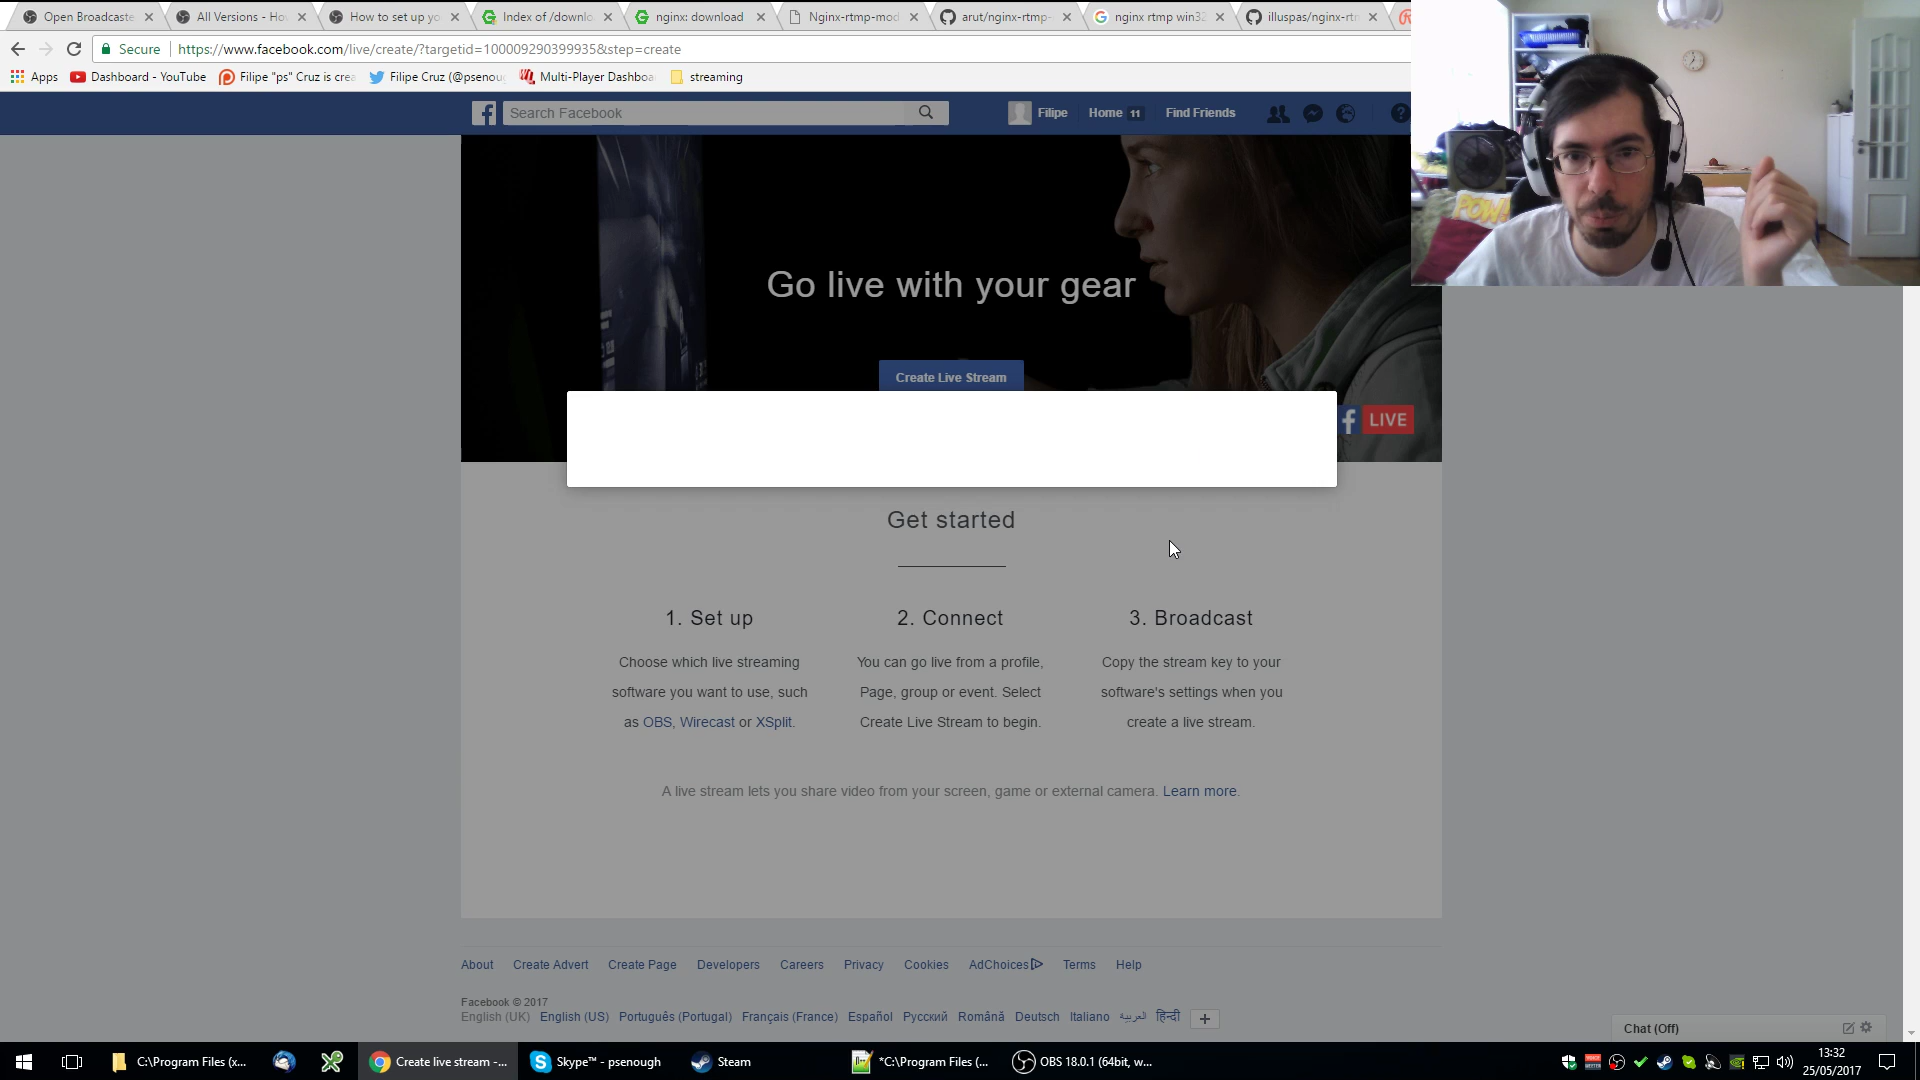 Open Broadcaste
All Versions - Ho
How to set up yo
Index of /downlo
nginx: download
Nginx-rtmp-mod
arut/nginx-rtmp-
nginx rtmp win32
illuspas/nginx-rtm
Secure
https://www.facebook.com/live/create/?targetid=100009290399935&step=create
Apps
Dashboard - YouTube
Filipe "ps" Cruz is crea
Filipe Cruz (@psenoug
Multi-Player Dashboa
streaming
Search Facebook
Filipe
Home 11
Find Friends
Go live with your gear
Create Live Stream
LIVE
Get started
1. Set up
Choose which live streaming
software you want to use, such
as OBS, Wirecast or XSplit.
2. Connect
You can go live from a profile,
Page, group or event. Select
Create Live Stream to begin.
3. Broadcast
Copy the stream key to your
software's settings when you
create a live stream.
A live stream lets you share video from your screen, game or external camera. Learn more.
About Create Advert Create Page Developers Careers Privacy Cookies AdChoices Terms Help
Facebook © 2017
English (UK) English (US) Português (Portugal) Français (France) Español Русский Română Deutsch Italiano العربية हिन्दी
Chat (Off)
C:\Program Files (x...
Create live stream -...
Skype™ - psenough
Steam
*C:\Program Files (...
OBS 18.0.1 (64bit, w...
13:32
25/05/2017